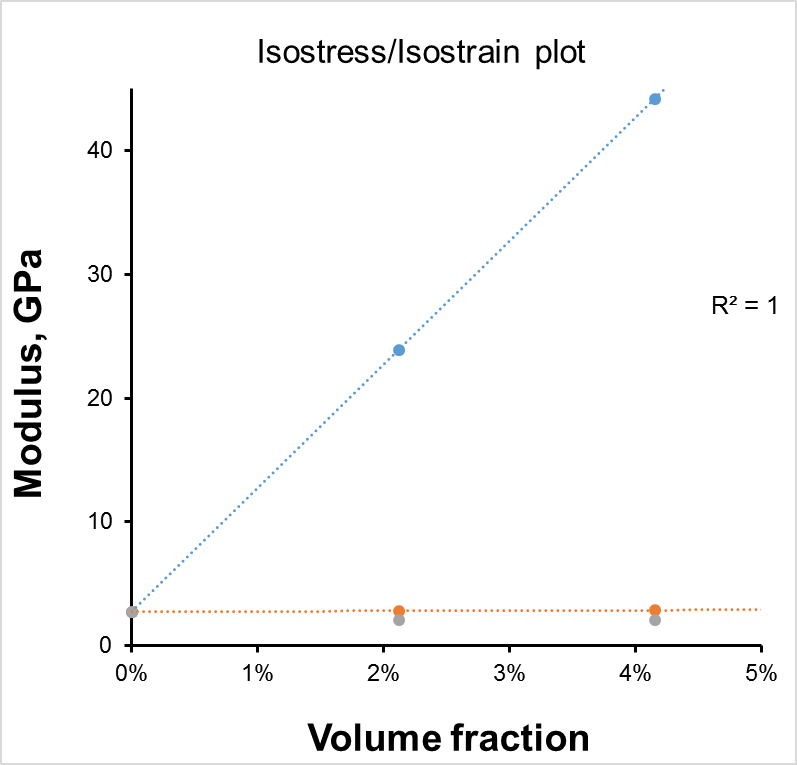 Isostress/Isostrain plot
40
30
20
10
0
Modulus, GPa
R² = 1
0% 1% 2% 3% 4% 5%
Volume fraction